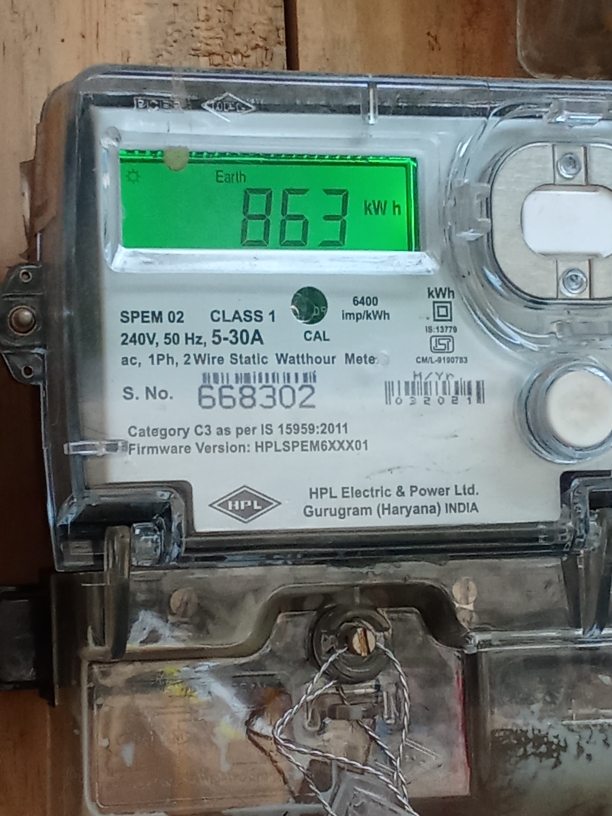 Earth
863 kW h
SPEM 02 CLASS 1
6400 imp/kWh
kWh
240V, 50 Hz, 5-30A
CAL
IS:13779
ac, 1Ph, 2 Wire Static Watthour Mete
CM/L-9190783
M/Yr
S. No. 668302
032021
Category C3 as per IS 15959:2011
Firmware Version: HPLSPEM6XXX01
HPL
HPL Electric & Power Ltd.
Gurugram (Haryana) INDIA